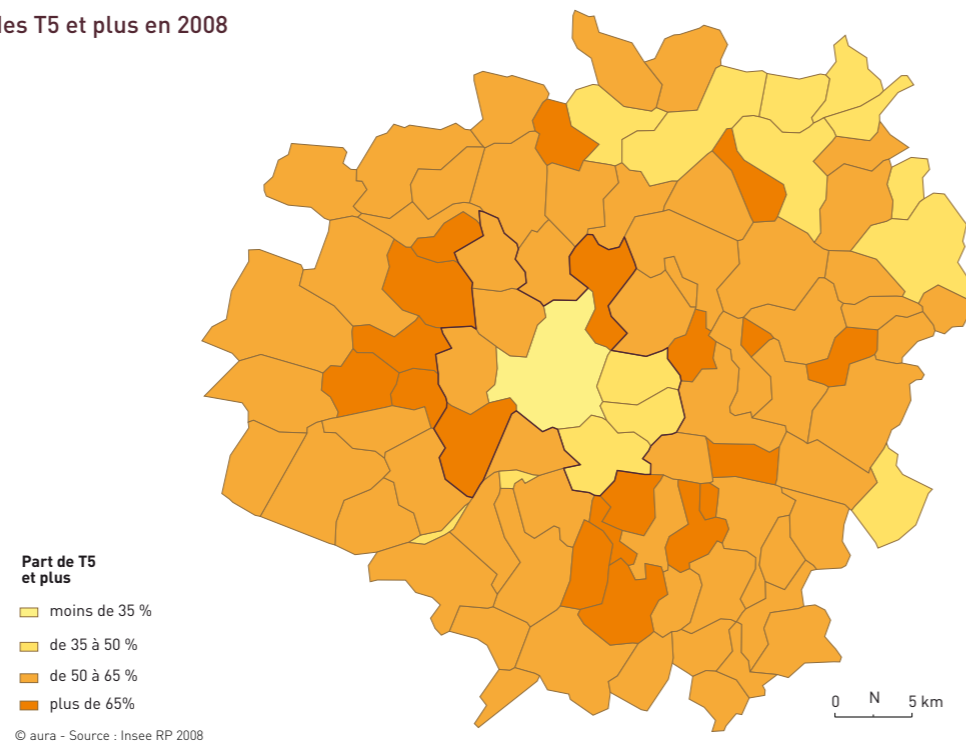 des T5 et plus en 2008
Part de T5
et plus
moins de 35 %
de 35 à 50 %
de 50 à 65 %
plus de 65%
0 N 5 km
© aura - Source : Insee RP 2008